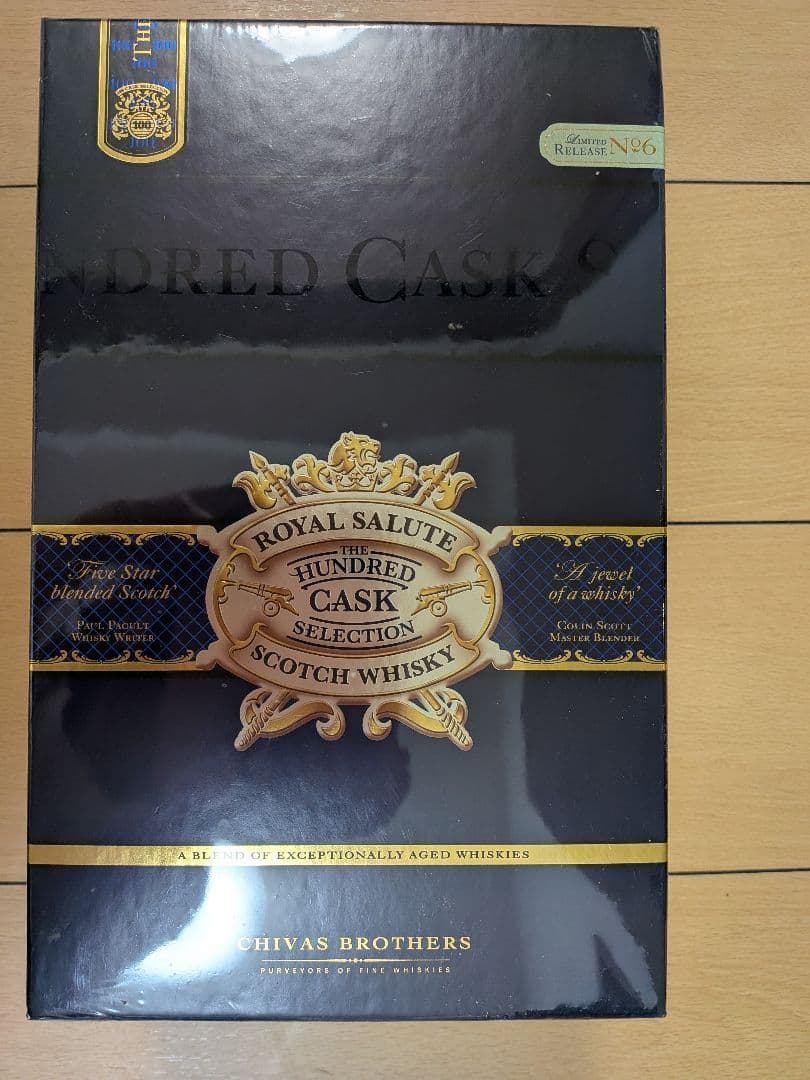 THE
100
LIMITED
RELEASE Nº6
NDRED CASK S
ROYAL SALUTE
THE
HUNDRED
CASK
SELECTION
SCOTCH WHISKY
'Five Star
blended Scotch'
PAUL PACULT
WHISKY WRITER
'A jewel
of a whisky'
COLIN SCOTT
MASTER BLENDER
A BLEND OF EXCEPTIONALLY AGED WHISKIES
CHIVAS BROTHERS
PURVEYORS OF FINE WHISKIES